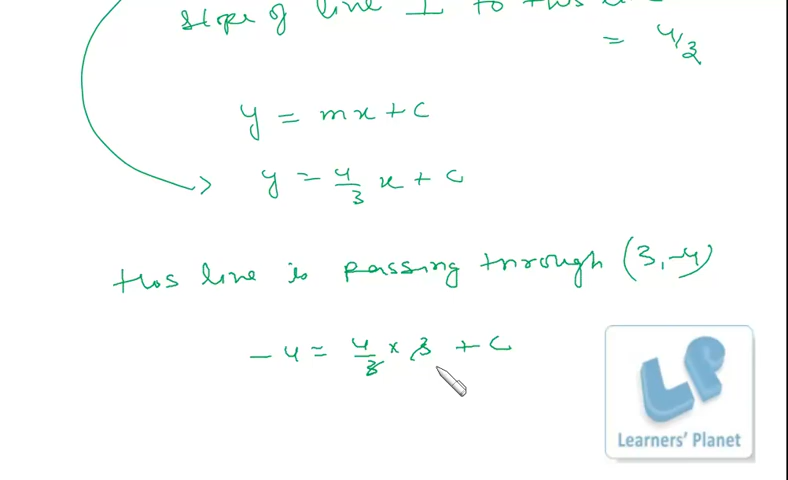 slope of line ⊥ to this
= 4/3
y = mx + c
y = 4/3 x + c
this line is passing through (3, -4)
- 4 = 4/3 × 3 + c
LP
Learners' Planet